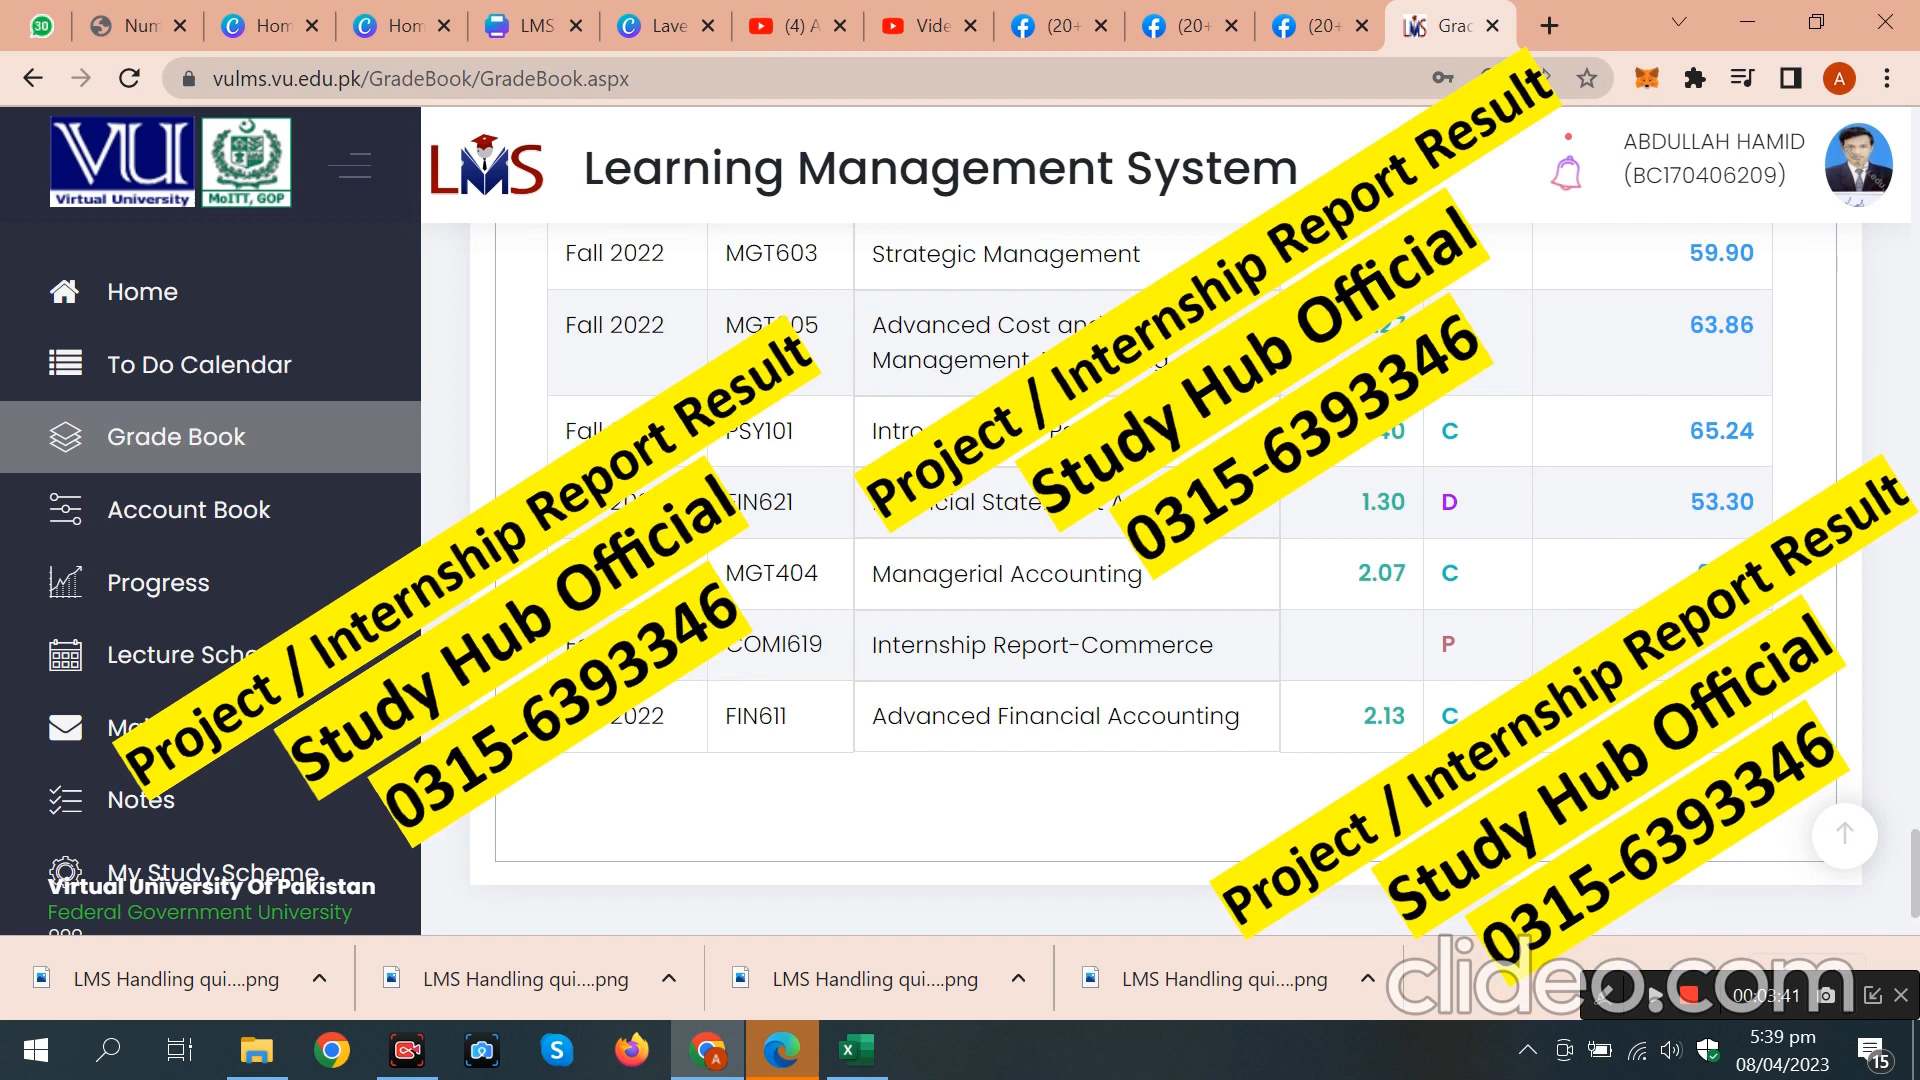 30
Num
Hom
Hom
LMS
Lave
(4) A
Vide
(20+
(20+
(20+
Grad
vulms.vu.edu.pk/GradeBook/GradeBook.aspx
A
VU
Virtual University
MoITT, GOP
LMS
Learning Management System
ABDULLAH HAMID
(BC170406209)
Home
To Do Calendar
Grade Book
Account Book
Progress
Lecture Sche
Notes
My Study Scheme
Virtual University Of Pakistan
Federal Government University
Fall 2022 MGT603 Strategic Management 59.90
Fall 2022 Advanced Cost and 63.86
Management
PSY101 C 65.24
FIN621 1.30 D 53.30
MGT404 Managerial Accounting 2.07 C
COMI619 Internship Report-Commerce P
2022 FIN611 Advanced Financial Accounting 2.13 C
Project / Internship Report Result
Study Hub Official
0315-6393346
Project / Internship Report Result
Study Hub Official
0315-6393346
Project / Internship Report Result
Study Hub Official
0315-6393346
LMS Handling qui....png
LMS Handling qui....png
LMS Handling qui....png
LMS Handling qui....png
clideo.com
00:03:41
5:39 pm
08/04/2023
15